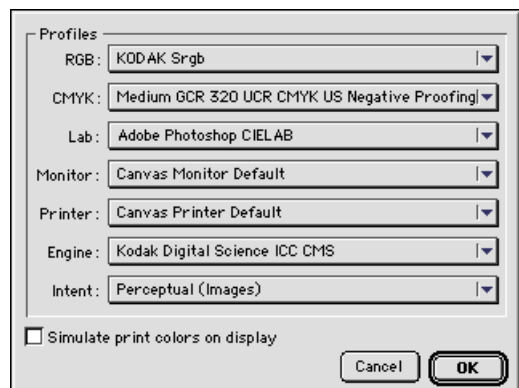 Profiles
RGB: KODAK Srgb
CMYK: Medium GCR 320 UCR CMYK US Negative Proofing
Lab: Adobe Photoshop CIELAB
Monitor: Canvas Monitor Default
Printer: Canvas Printer Default
Engine: Kodak Digital Science ICC CMS
Intent: Perceptual (Images)
Simulate print colors on display
Cancel OK